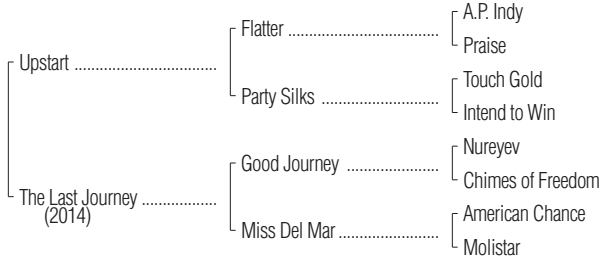 A.P. Indy
Flatter
Praise
Upstart
Touch Gold
Party Silks
Intend to Win
Nureyev
Good Journey
Chimes of Freedom
The Last Journey
(2014)
American Chance
Miss Del Mar
Molistar